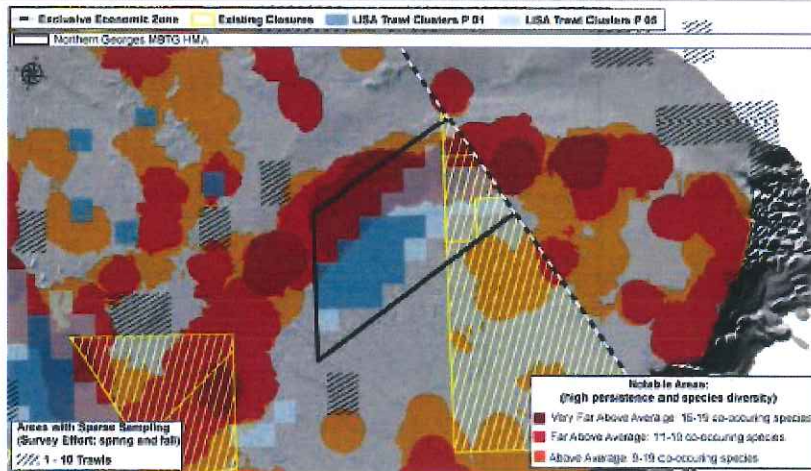 Exclusive Economic Zone Existing Closures LISA Trawl Clusters P 01 LISA Trawl Clusters P 05
Northern Georges MBTG HMA
Areas with Sparse Sampling
(Survey Effort: spring and fall)
1 - 10 Trawls
Notable Areas:
(high persistence and species diversity)
Very Far Above Average: 16-19 co-occuring species
Far Above Average: 11-19 co-occuring species
Above Average: 9-19 co-occuring species